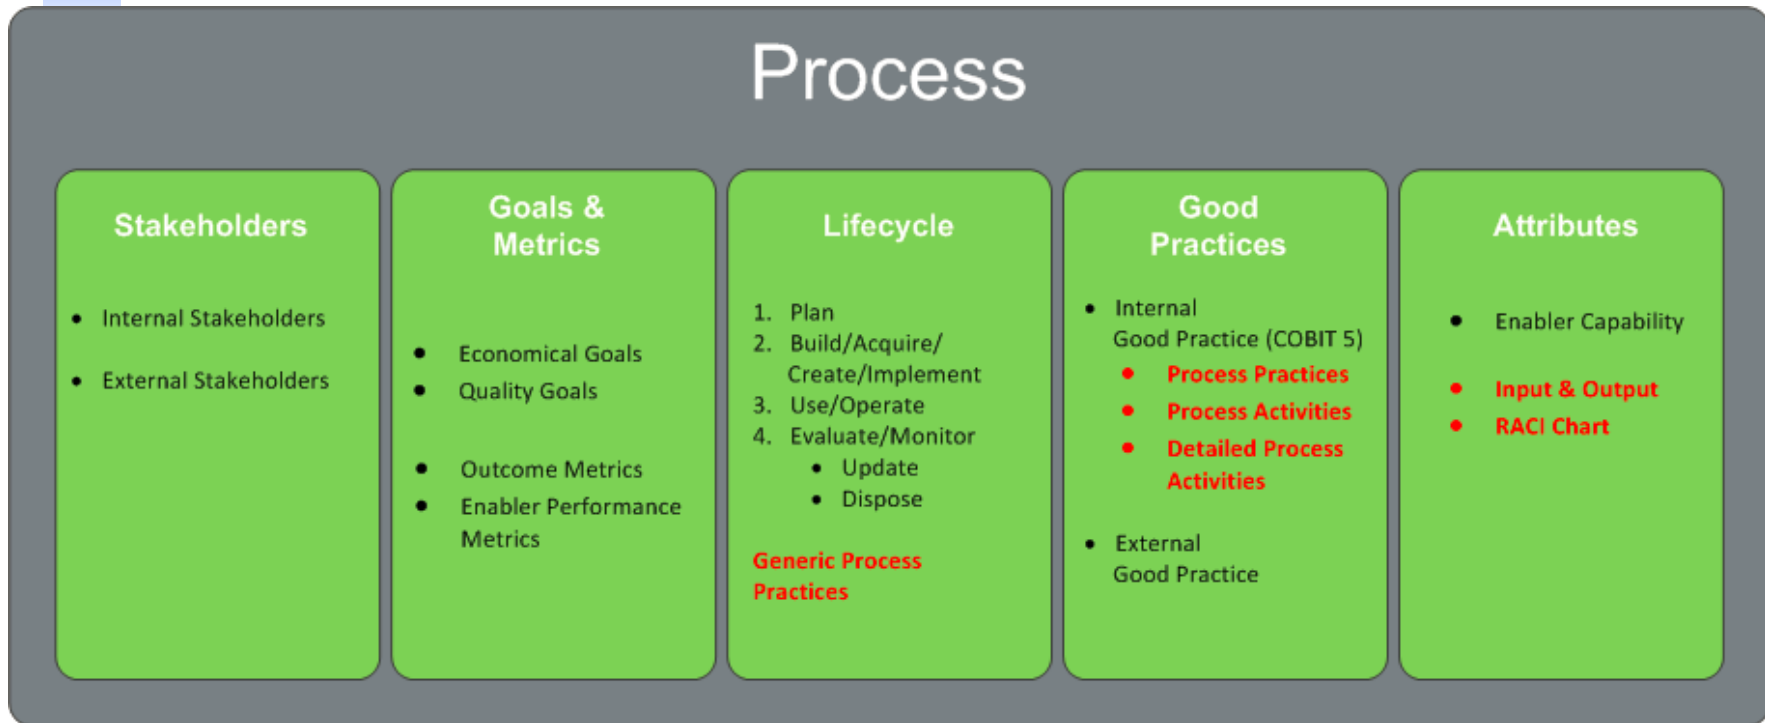 Process
Stakeholders
• Internal Stakeholders
• External Stakeholders
Goals &
Metrics
• Economical Goals
• Quality Goals
• Outcome Metrics
• Enabler Performance
Metrics
Lifecycle
1. Plan
2. Build/Acquire/
Create/Implement
3. Use/Operate
4. Evaluate/Monitor
• Update
• Dispose
Generic Process
Practices
Good
Practices
• Internal
Good Practice (COBIT 5)
• Process Practices
• Process Activities
• Detailed Process
Activities
• External
Good Practice
Attributes
• Enabler Capability
• Input & Output
• RACI Chart